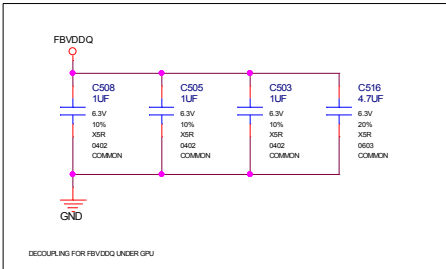 FBVDDQ
C508
1UF
6.3V
10%
X5R
0402
COMMON
C505
1UF
6.3V
10%
X5R
0402
COMMON
C503
1UF
6.3V
10%
X5R
0402
COMMON
C516
4.7UF
6.3V
20%
X5R
0603
COMMON
GND
DECOUPLING FOR FBVDDQ UNDER GPU